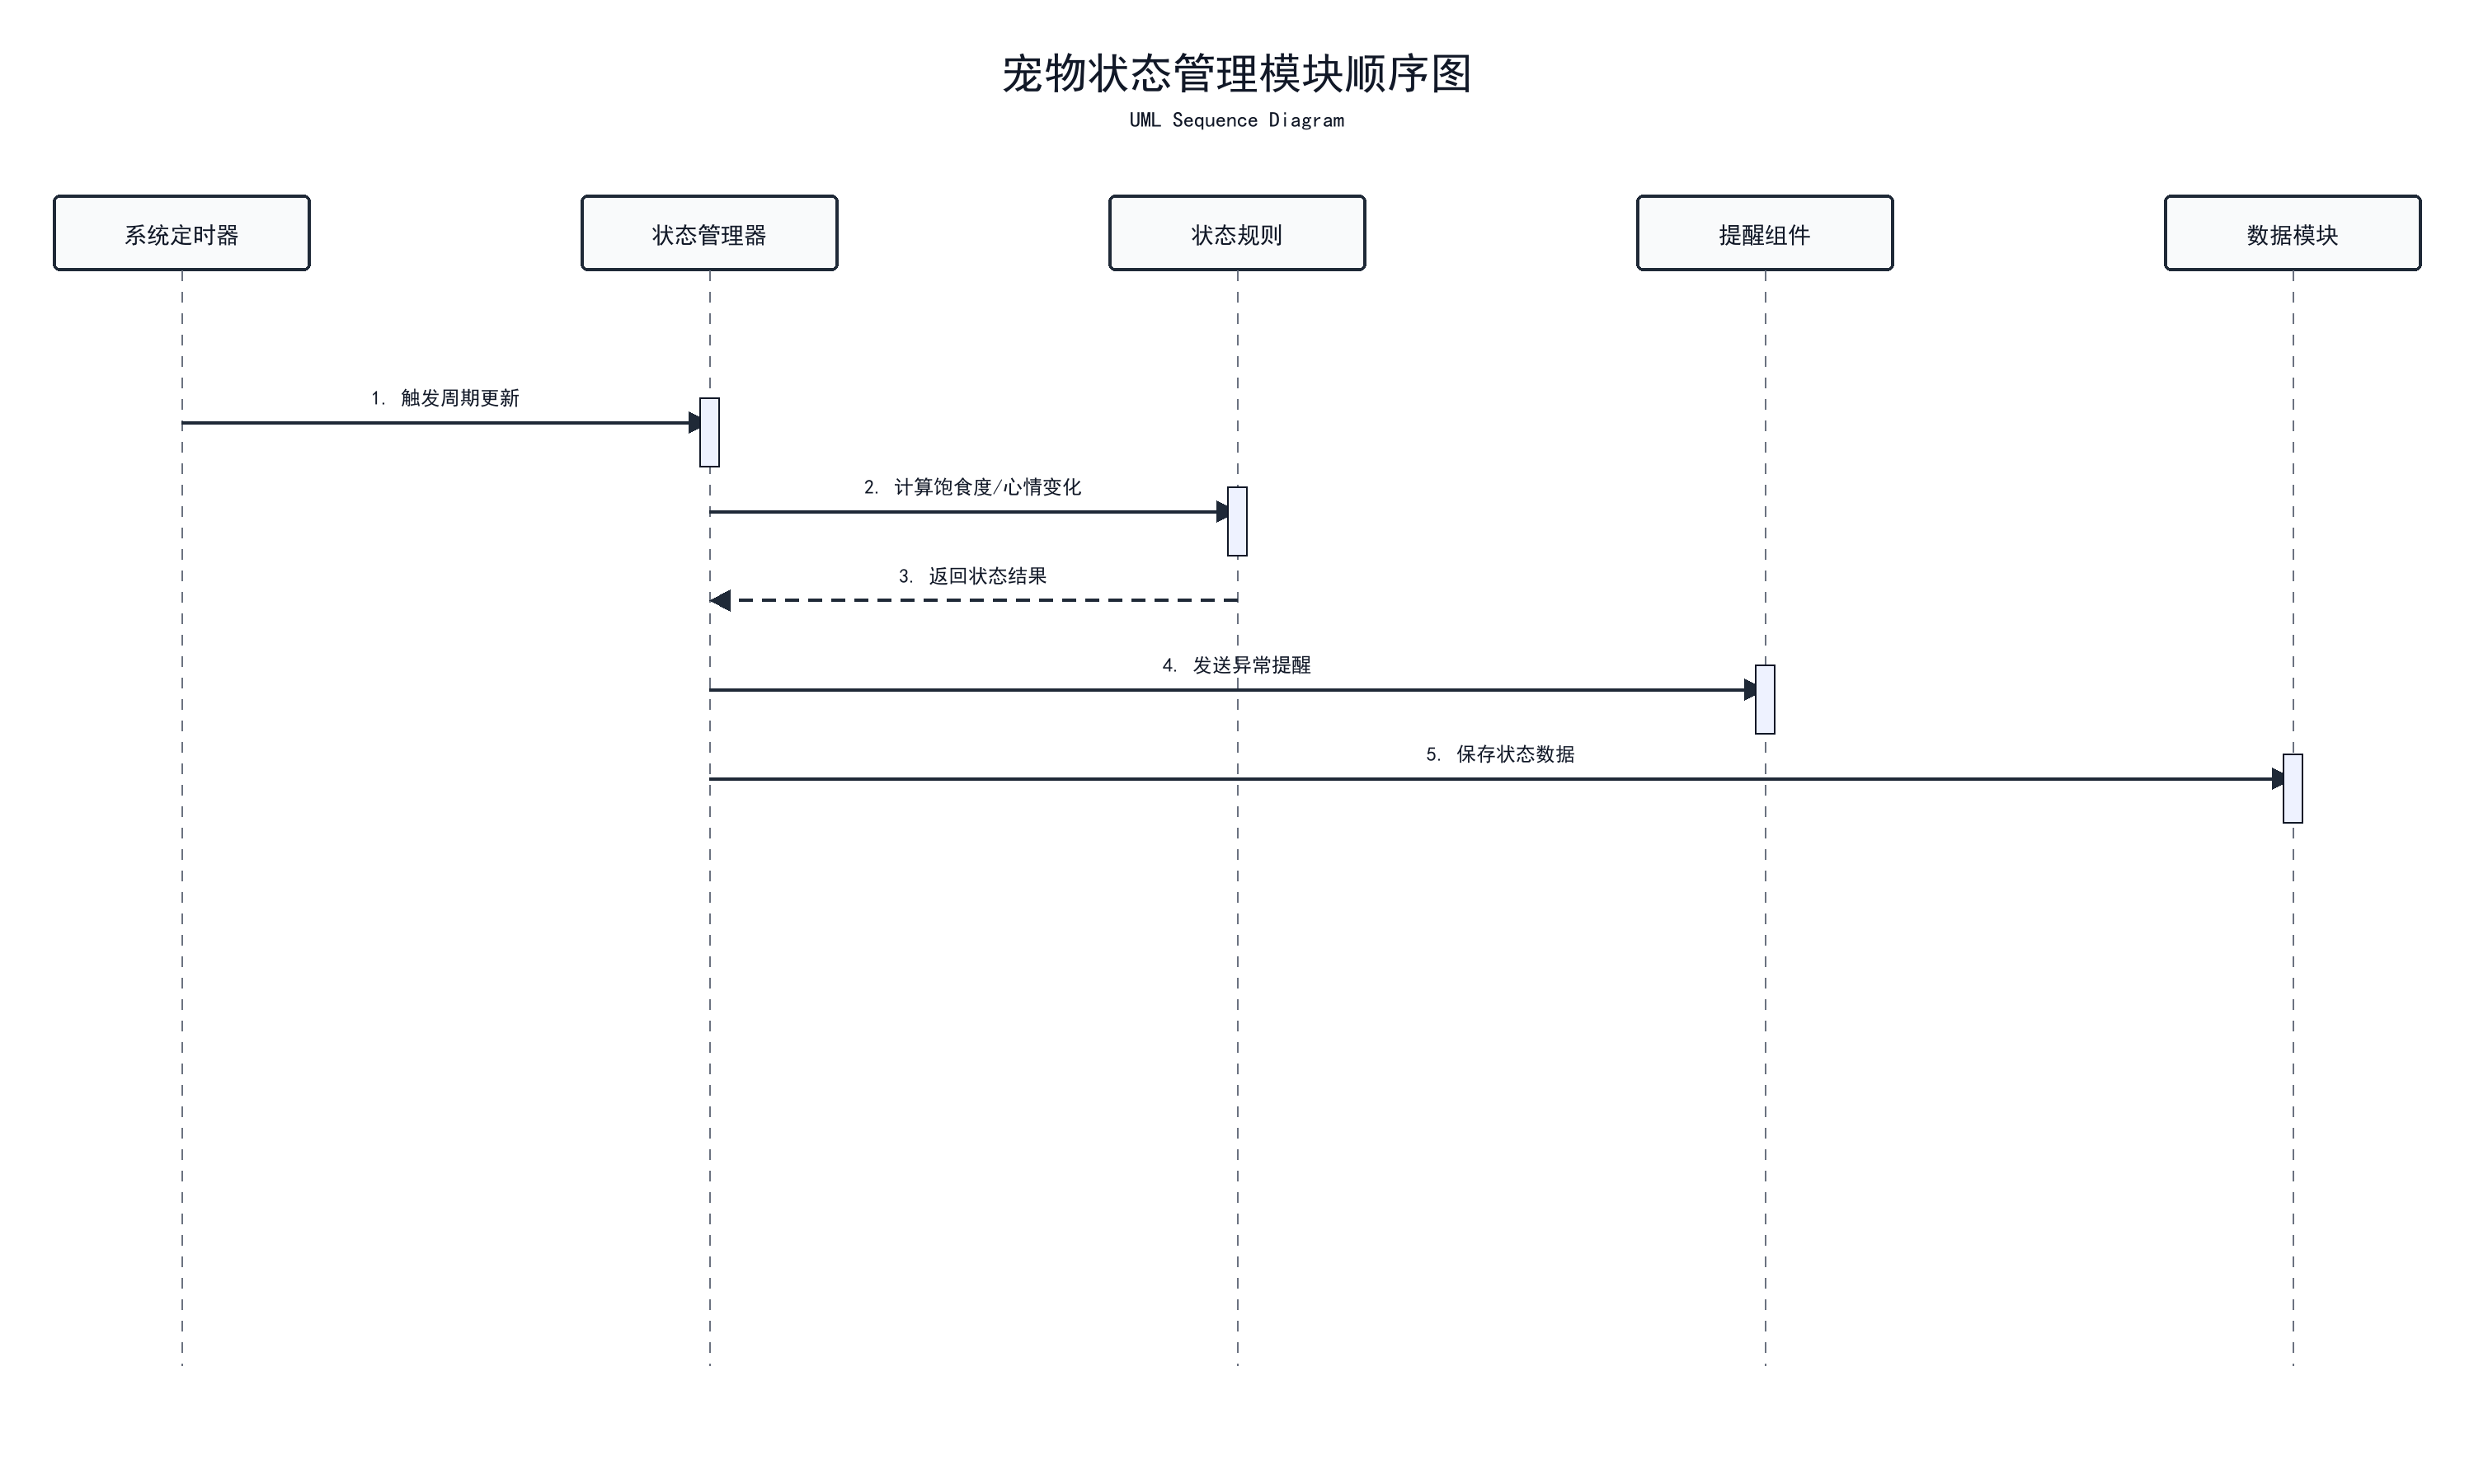 宠物状态管理模块顺序图
UML Sequence Diagram
系统定时器
状态管理器
状态规则
提醒组件
数据模块
1. 触发周期更新
2. 计算饱食度/心情变化
3. 返回状态结果
4. 发送异常提醒
5. 保存状态数据